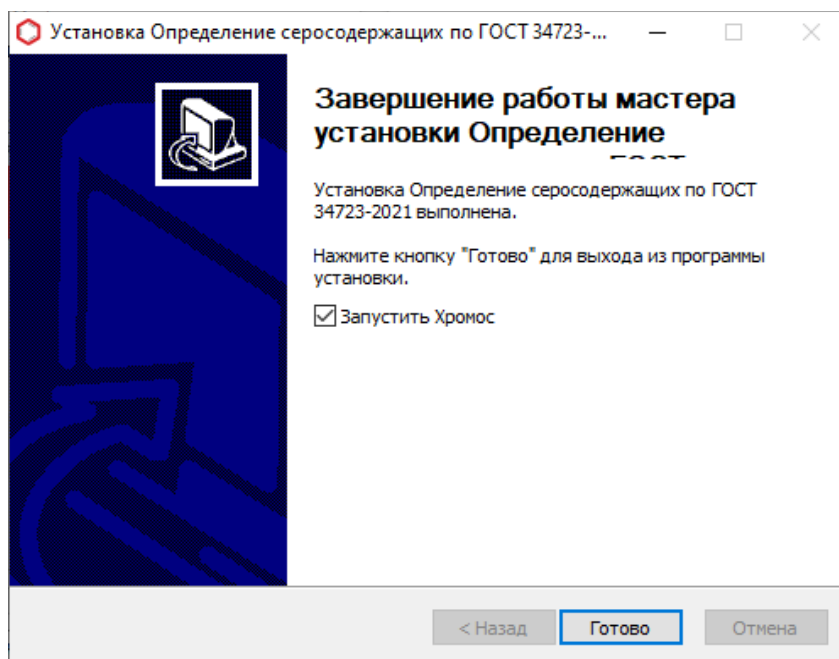 Установка Определение серосодержащих по ГОСТ 34723-...
Завершение работы мастера
установки Определение
Установка Определение серосодержащих по ГОСТ
34723-2021 выполнена.
Нажмите кнопку "Готово" для выхода из программы
установки.
Запустить Хромос
< Назад
Готово
Отмена